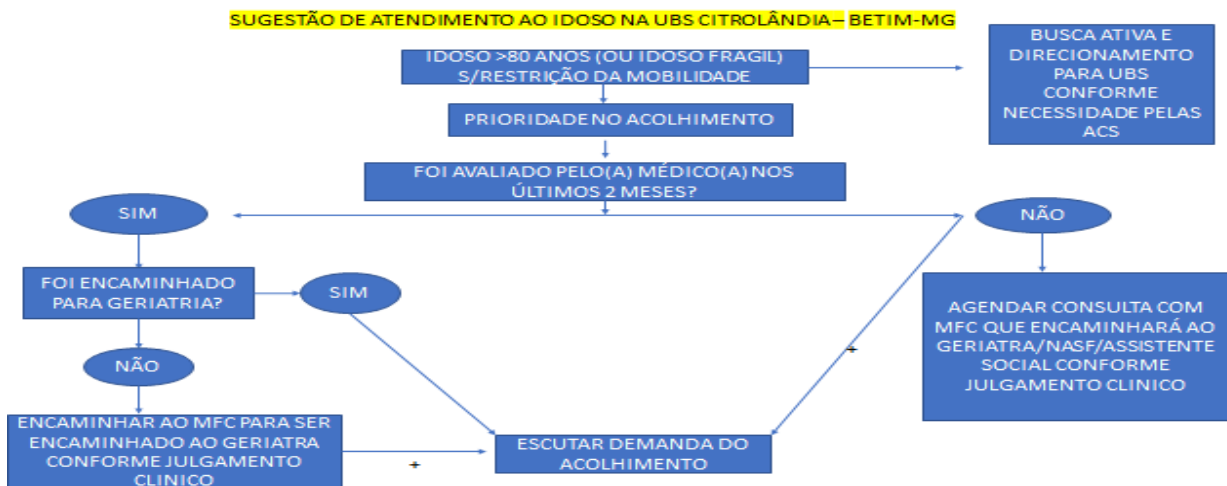 SUGESTÃO DE ATENDIMENTO AO IDOSO NA UBS CITROLÂNDIA– BETIM-MG
IDOSO >80 ANOS (OU IDOSO FRAGIL)
S/RESTRIÇÃO DA MOBILIDADE
BUSCA ATIVA E
DIRECIONAMENTO
PARA UBS
CONFORME
NECESSIDADE PELAS
ACS
PRIORIDADE NO ACOLHIMENTO
FOI AVALIADO PELO(A) MÉDICO(A) NOS
ÚLTIMOS 2 MESES?
SIM
NÃO
FOI ENCAMINHADO
PARA GERIATRIA?
SIM
AGENDAR CONSULTA COM
MFC QUE ENCAMINHARÁ AO
GERIATRA/NASF/ASSISTENTE
SOCIAL CONFORME
JULGAMENTO CLINICO
NÃO
+
ENCAMINHAR AO MFC PARA SER
ENCAMINHADO AO GERIATRA
CONFORME JULGAMENTO
CLINICO
+
ESCUTAR DEMANDA DO
ACOLHIMENTO